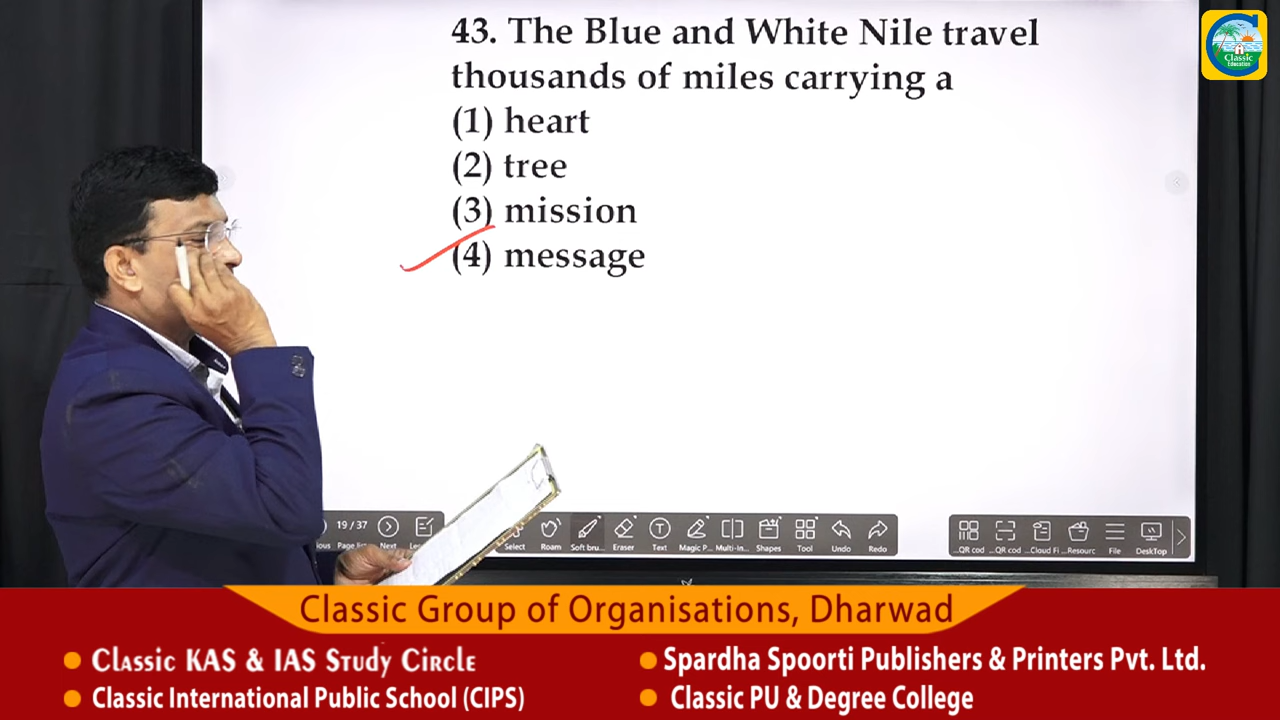 43. The Blue and White Nile travel
thousands of miles carrying a
(1) heart
(2) tree
(3) mission
(4) message
Classic
Education
19 / 37
Next
Select
Roam
Soft bru...
Eraser
Text
Magic P...
Multi-In...
Shapes
Tool
Undo
Redo
...QR cod
...QR cod
...Cloud Fi
...Resourc
File
DeskTop
Classic Group of Organisations, Dharwad
Classic KAS & IAS Study Circle
Spardha Spoorti Publishers & Printers Pvt. Ltd.
Classic International Public School (CIPS)
Classic PU & Degree College